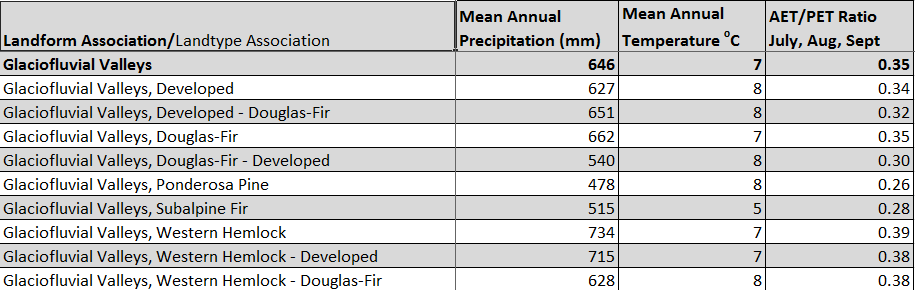 Landform Association/Landtype Association Mean Annual Precipitation (mm) Mean Annual Temperature °C AET/PET Ratio July, Aug, Sept
Glaciofluvial Valleys 646 7 0.35
Glaciofluvial Valleys, Developed 627 8 0.34
Glaciofluvial Valleys, Developed - Douglas-Fir 651 8 0.32
Glaciofluvial Valleys, Douglas-Fir 662 7 0.35
Glaciofluvial Valleys, Douglas-Fir - Developed 540 8 0.30
Glaciofluvial Valleys, Ponderosa Pine 478 8 0.26
Glaciofluvial Valleys, Subalpine Fir 515 5 0.28
Glaciofluvial Valleys, Western Hemlock 734 7 0.39
Glaciofluvial Valleys, Western Hemlock - Developed 715 7 0.38
Glaciofluvial Valleys, Western Hemlock - Douglas-Fir 628 8 0.38